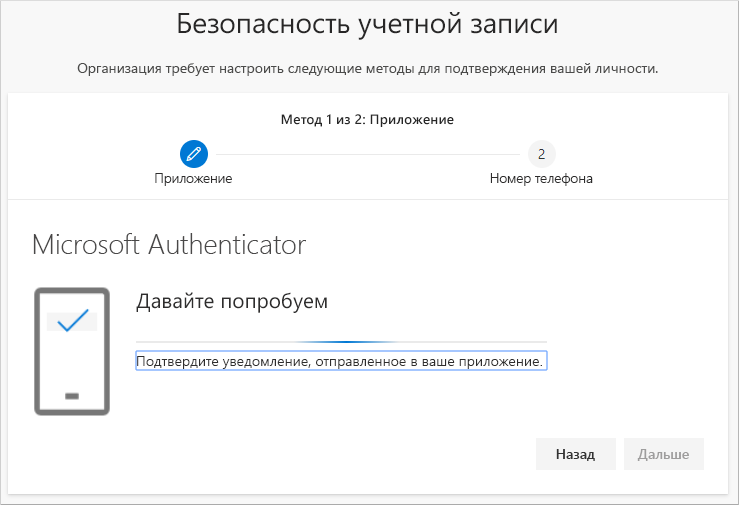 Безопасность учетной записи
Организация требует настроить следующие методы для подтверждения вашей личности.
Метод 1 из 2: Приложение
2
Приложение
Номер телефона
Microsoft Authenticator
Давайте попробуем
Подтвердите уведомление, отправленное в ваше приложение.
Назад
Дальше